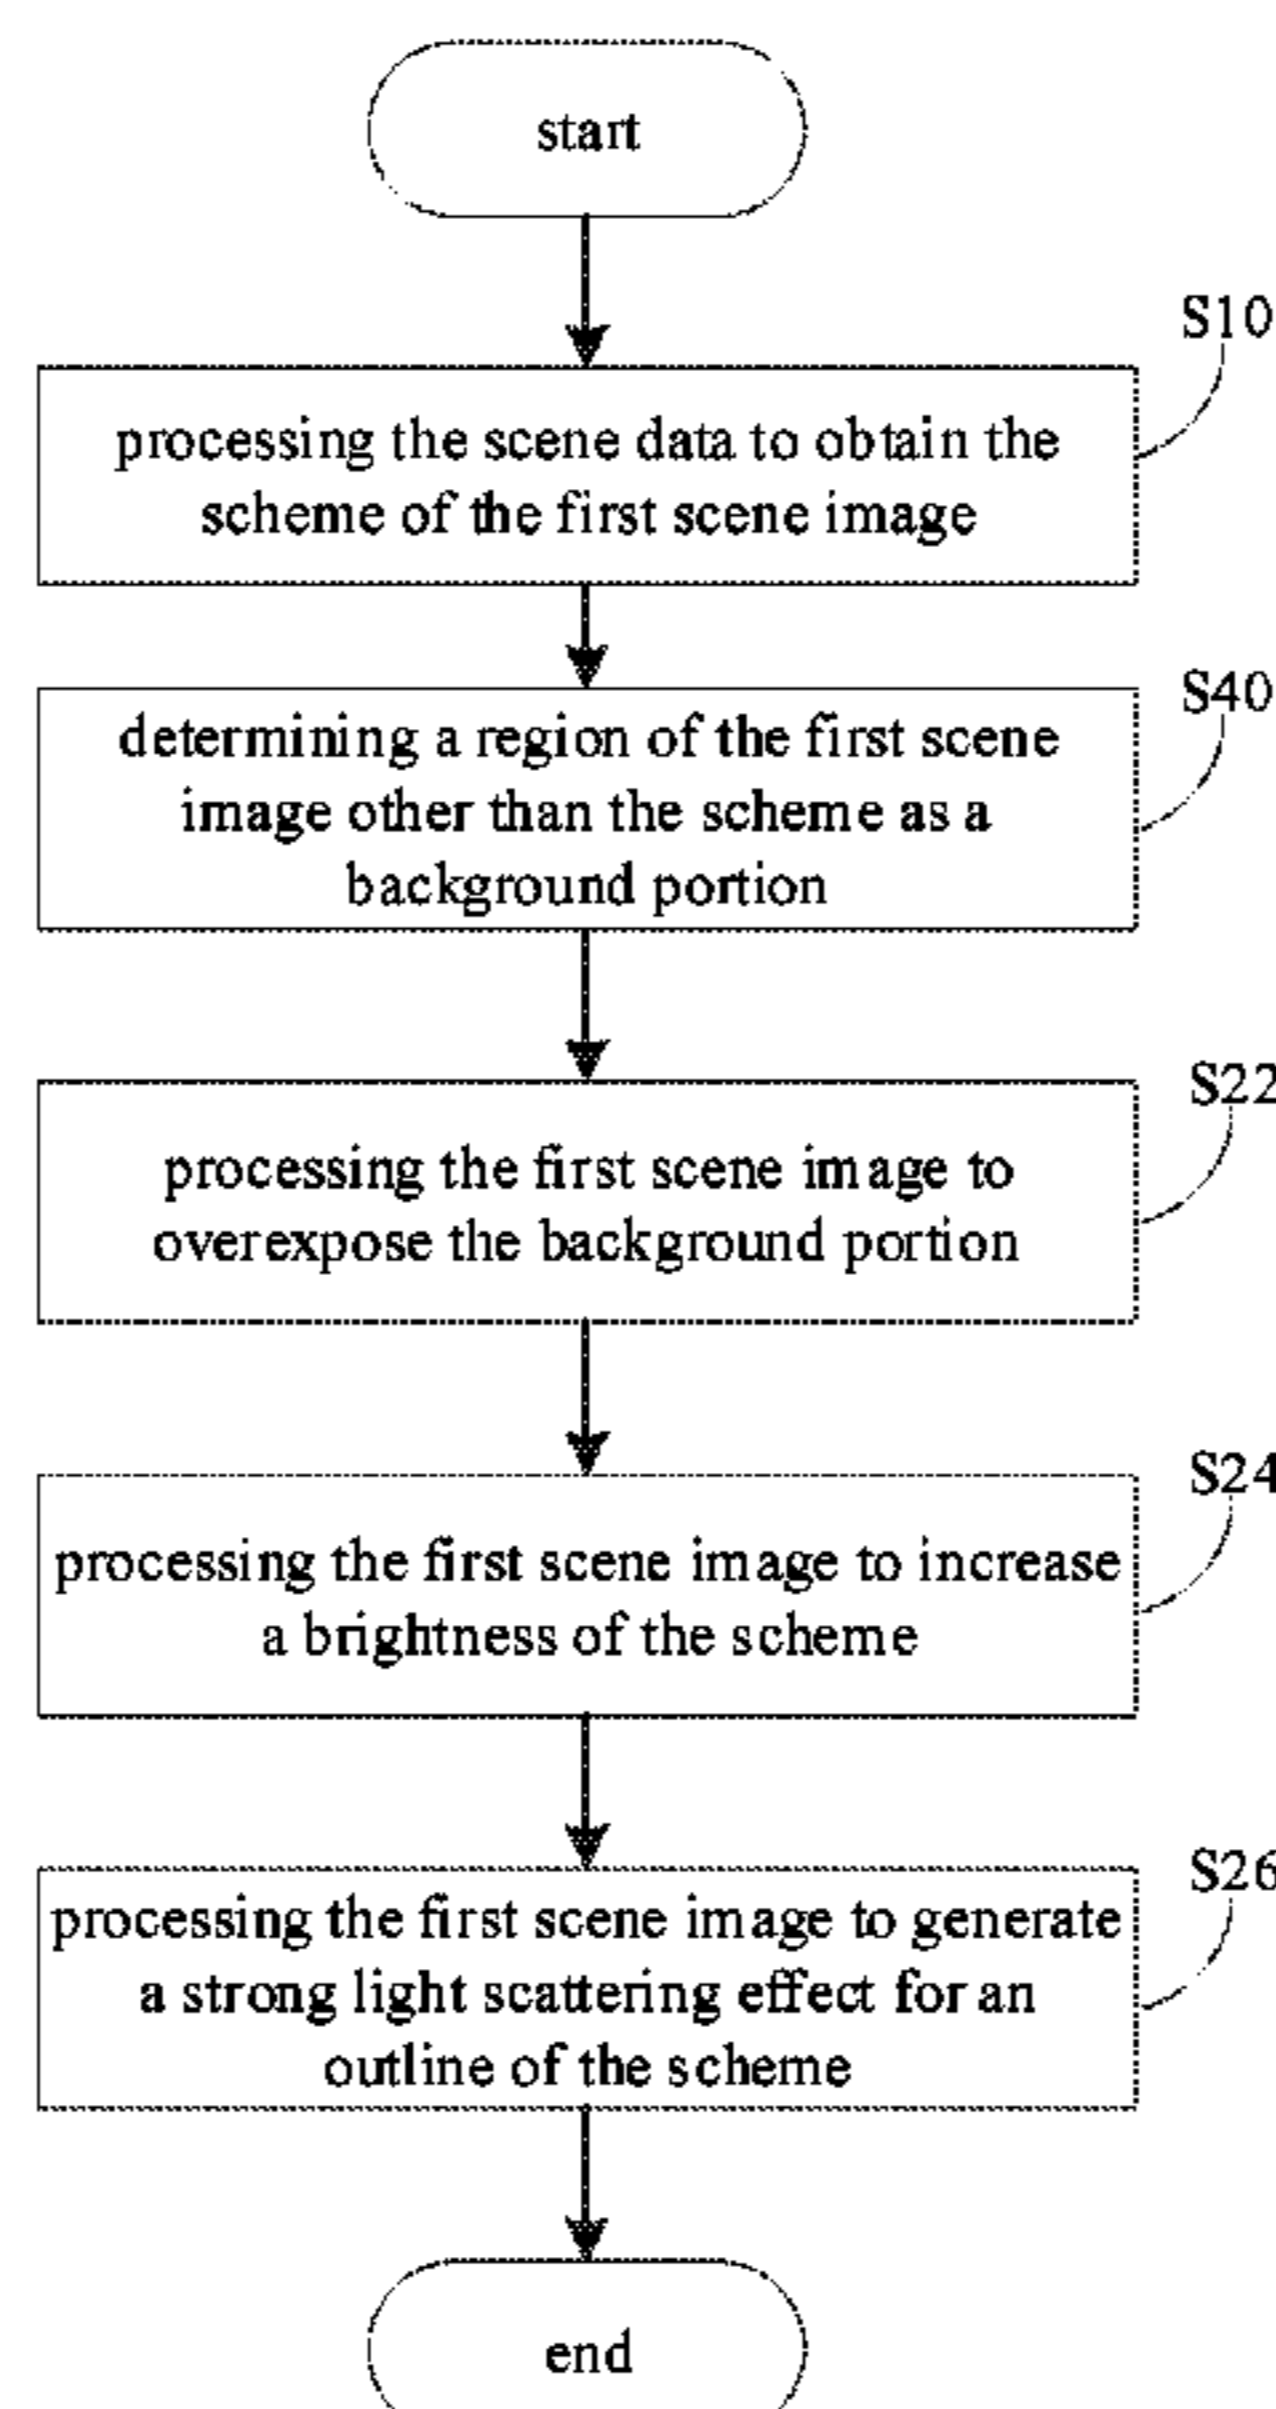 start
S10
processing the scene data to obtain the
scheme of the first scene image
S40
determining a region of the first scene
image other than the scheme as a
background portion
S22
processing the first scene image to
overexpose the background portion
S24
processing the first scene image to increase
a brightness of the scheme
S26
processing the first scene image to generate
a strong light scattering effect for an
outline of the scheme
end